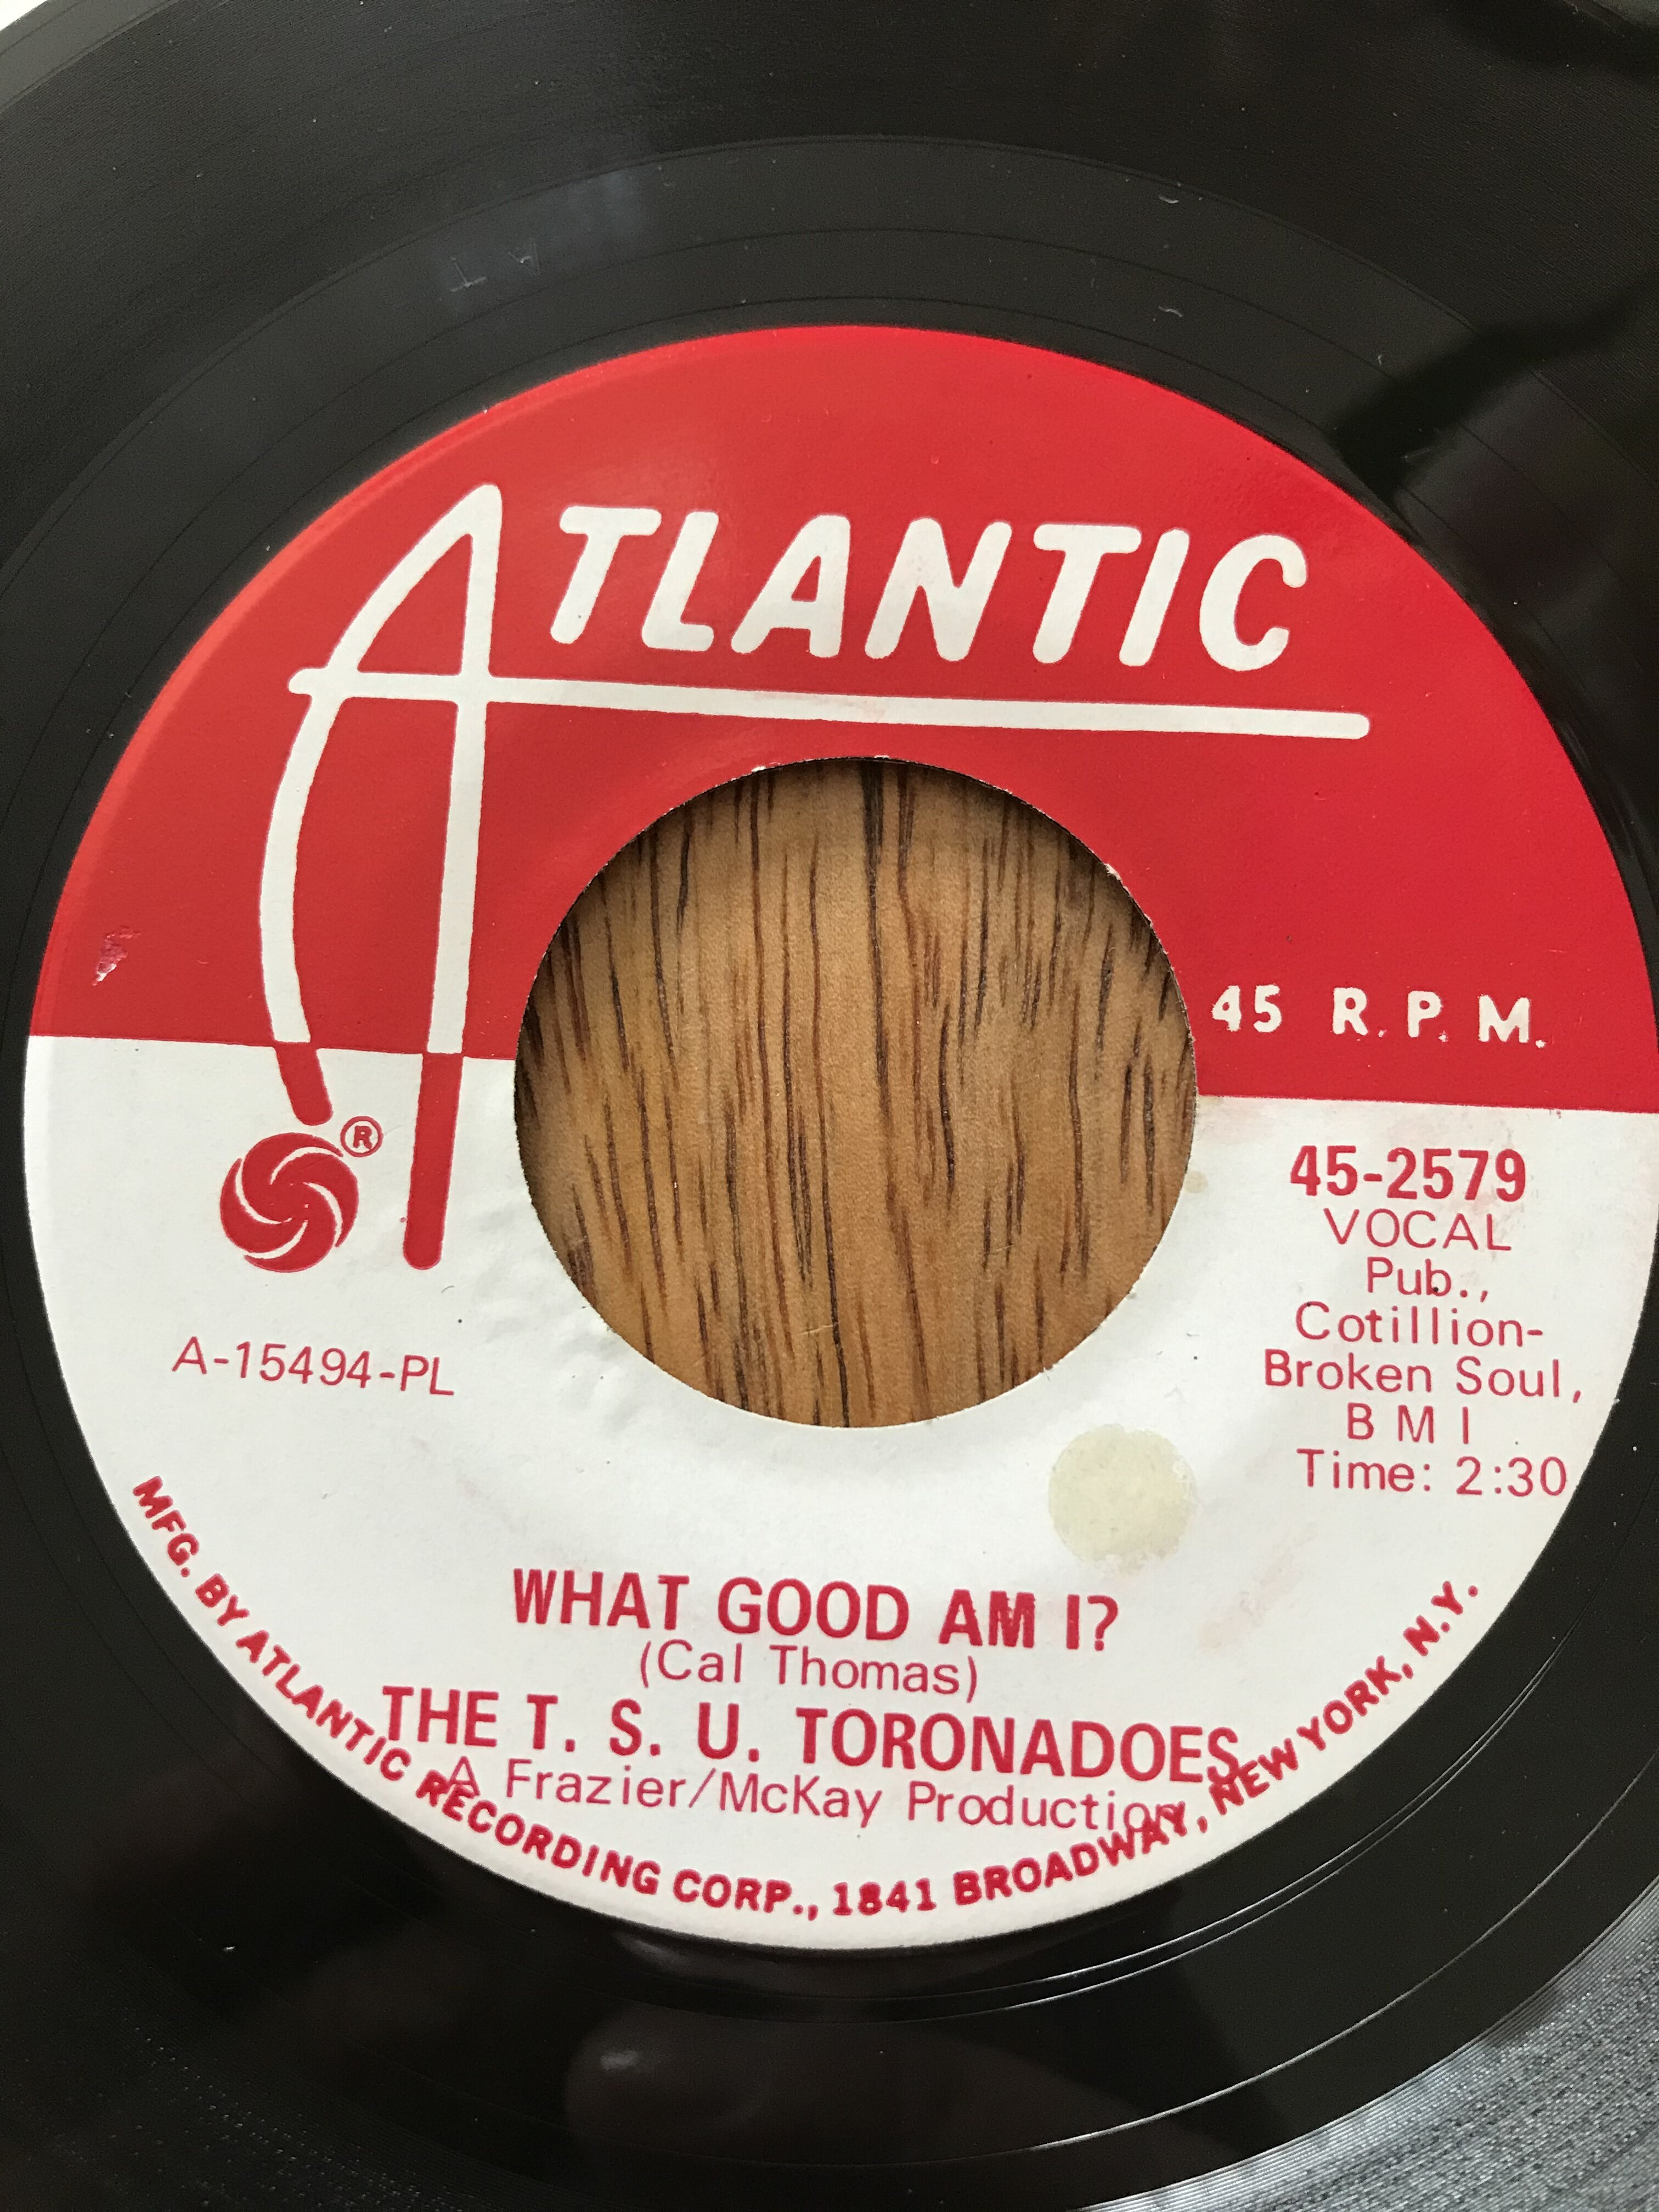 ATLANTIC
45 R.P.M.
®
45-2579
VOCAL
Pub.,
Cotillion-
Broken Soul,
B M I
Time: 2:30
A-15494-PL
WHAT GOOD AM I?
(Cal Thomas)
THE T. S. U. TORONADOES
A Frazier/McKay Production
MFG. BY ATLANTIC RECORDING CORP., 1841 BROADWAY, NEW YORK, N.Y.